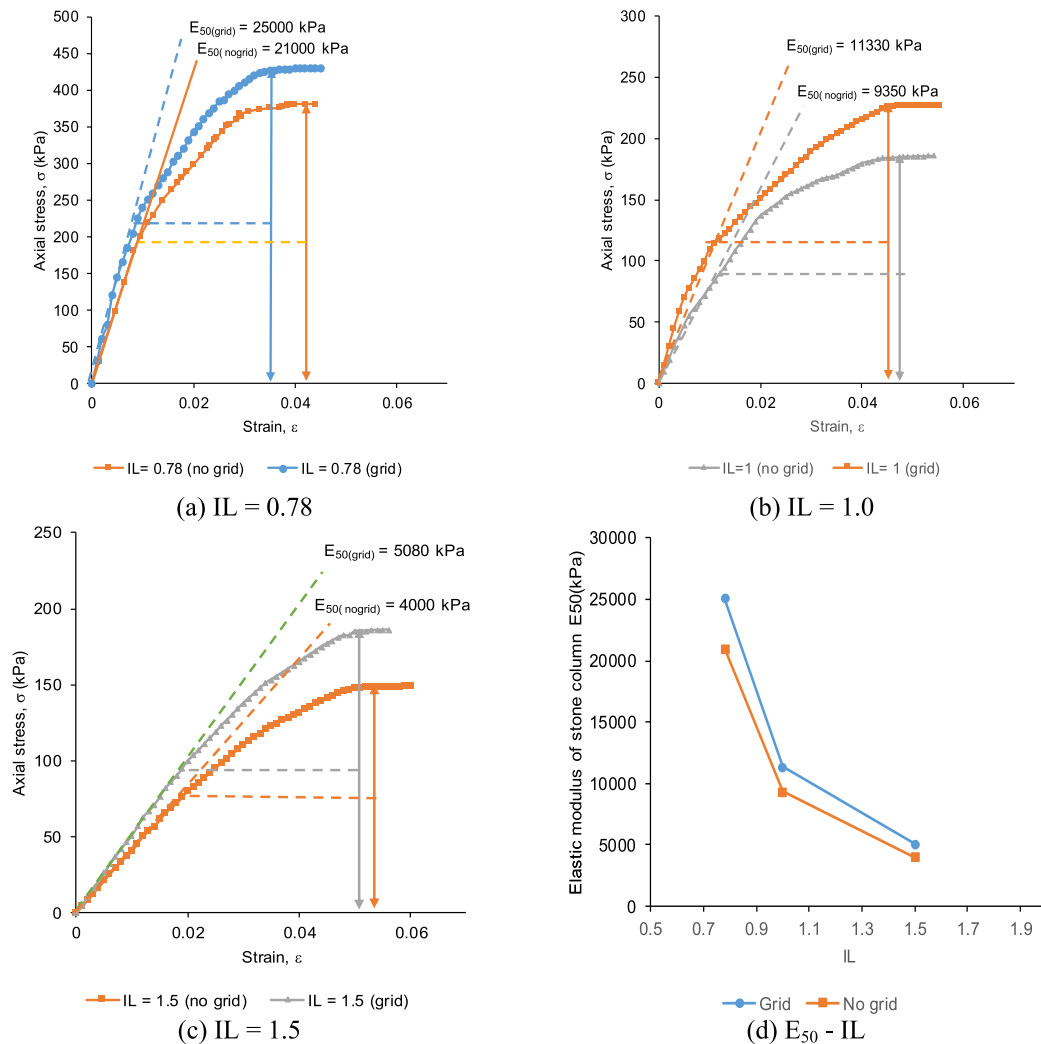 E50(grid) = 25000 kPa
E50( nogrid) = 21000 kPa
Axial stress, σ (kPa)
500
450
400
350
300
250
200
150
100
50
0
0 0.02 0.04 0.06
Strain, ε
IL= 0.78 (no grid) IL = 0.78 (grid)
(a) IL = 0.78
E50(grid) = 11330 kPa
E50( nogrid) = 9350 kPa
Axial stress, σ (kPa)
300
250
200
150
100
50
0
0 0.02 0.04 0.06
Strain, ε
IL=1 (no grid) IL= 1 (grid)
(b) IL = 1.0
E50(grid) = 5080 kPa
E50( nogrid) = 4000 kPa
Axial stress, σ (kPa)
250
200
150
100
50
0
0 0.02 0.04 0.06
Strain, ε
IL = 1.5 (no grid) IL = 1.5 (grid)
(c) IL = 1.5
Elastic modulus of stone column E50(kPa)
30000
25000
20000
15000
10000
5000
0
0.5 0.7 0.9 1.1 1.3 1.5 1.7 1.9
IL
Grid No grid
(d) E50 - IL